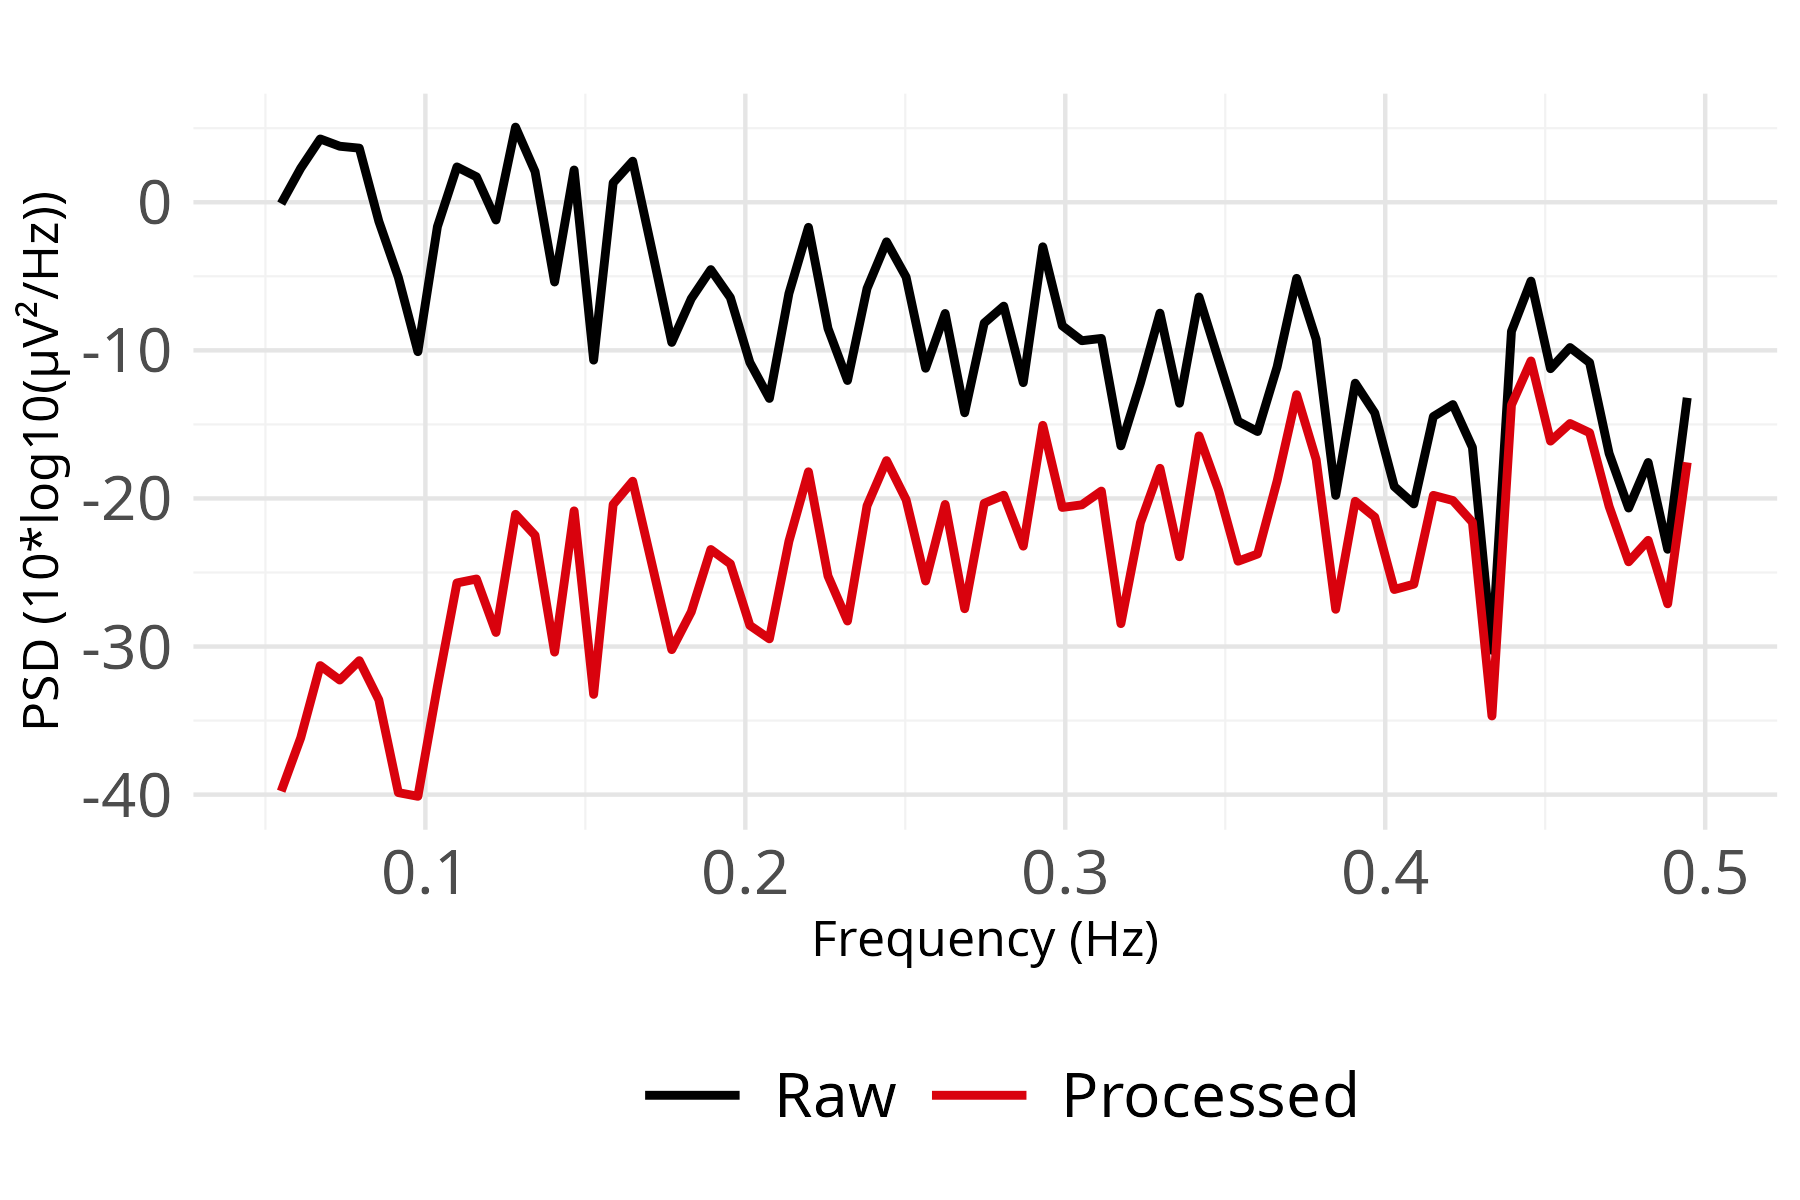 PSD (10*log10(μV²/Hz))
0
-10
-20
-30
-40
0.1 0.2 0.3 0.4 0.5
Frequency (Hz)
Raw Processed